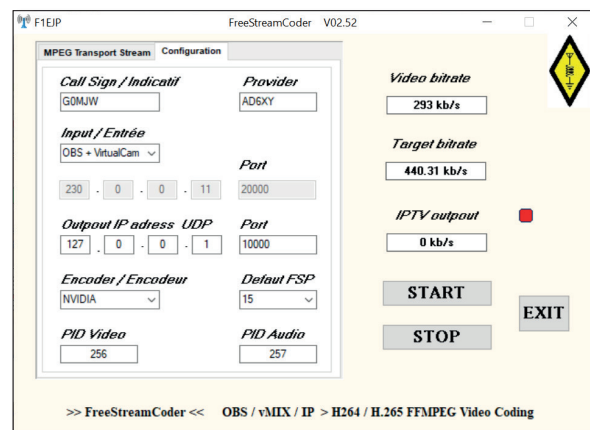 F1EJP FreeStreamCoder V02.52
MPEG Transport Stream Configuration
Call Sign / Indicatif Provider
G0MJW AD6XY
Input / Entrée
OBS + VirtualCam
Port
230 . 0 . 0 . 11 20000
Outpout IP adress UDP Port
127 . 0 . 0 . 1 10000
Encoder / Encodeur Defaut FSP
NVIDIA 15
PID Video PID Audio
256 257
Video bitrate
293 kb/s
Target bitrate
440.31 kb/s
IPTV outpout
0 kb/s
START
STOP
EXIT
>> FreeStreamCoder << OBS / vMIX / IP > H264 / H.265 FFMPEG Video Coding